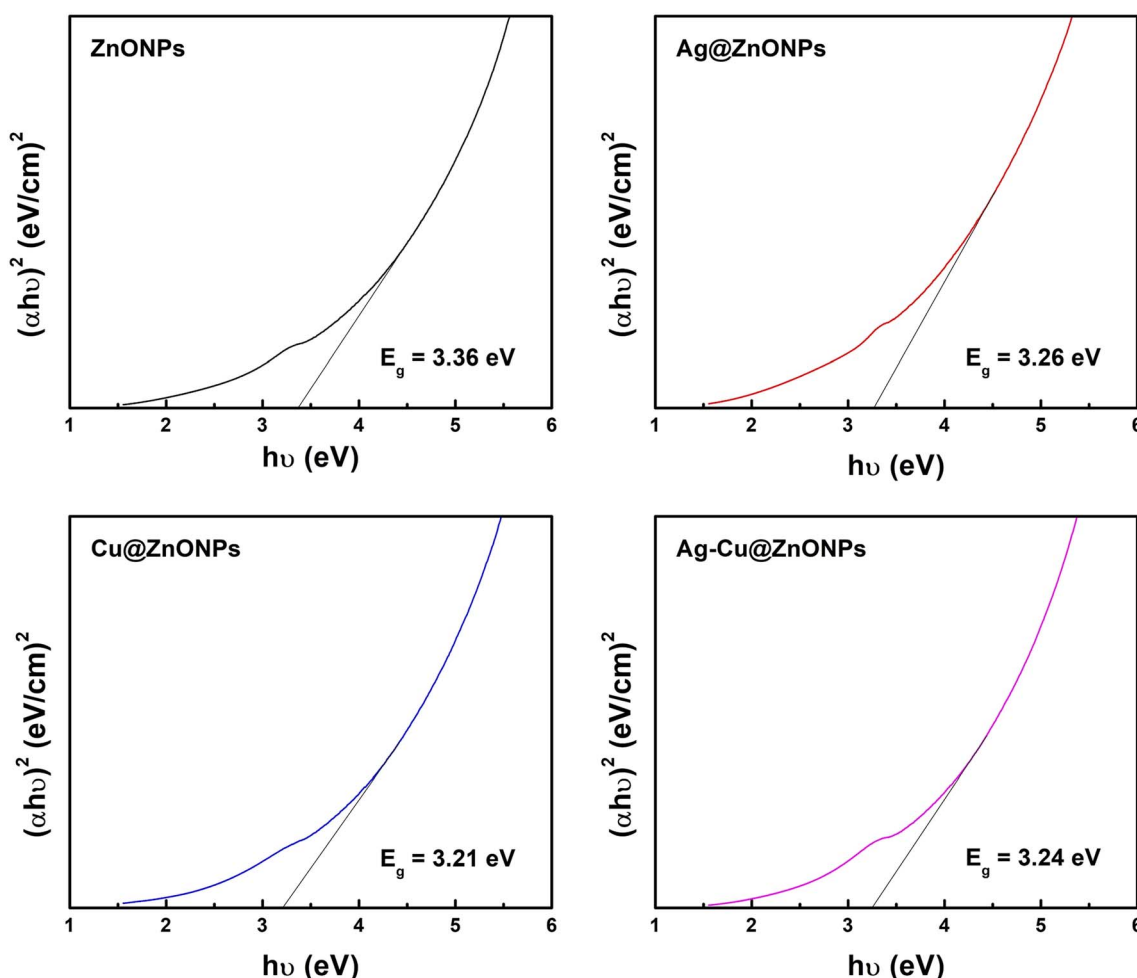 ZnONPs
(αhυ)² (eV/cm)²
E_g = 3.36 eV
1 2 3 4 5 6
hυ (eV)
Ag@ZnONPs
(αhυ)² (eV/cm)²
E_g = 3.26 eV
1 2 3 4 5 6
hυ (eV)
Cu@ZnONPs
(αhυ)² (eV/cm)²
E_g = 3.21 eV
1 2 3 4 5 6
hυ (eV)
Ag-Cu@ZnONPs
(αhυ)² (eV/cm)²
E_g = 3.24 eV
1 2 3 4 5 6
hυ (eV)